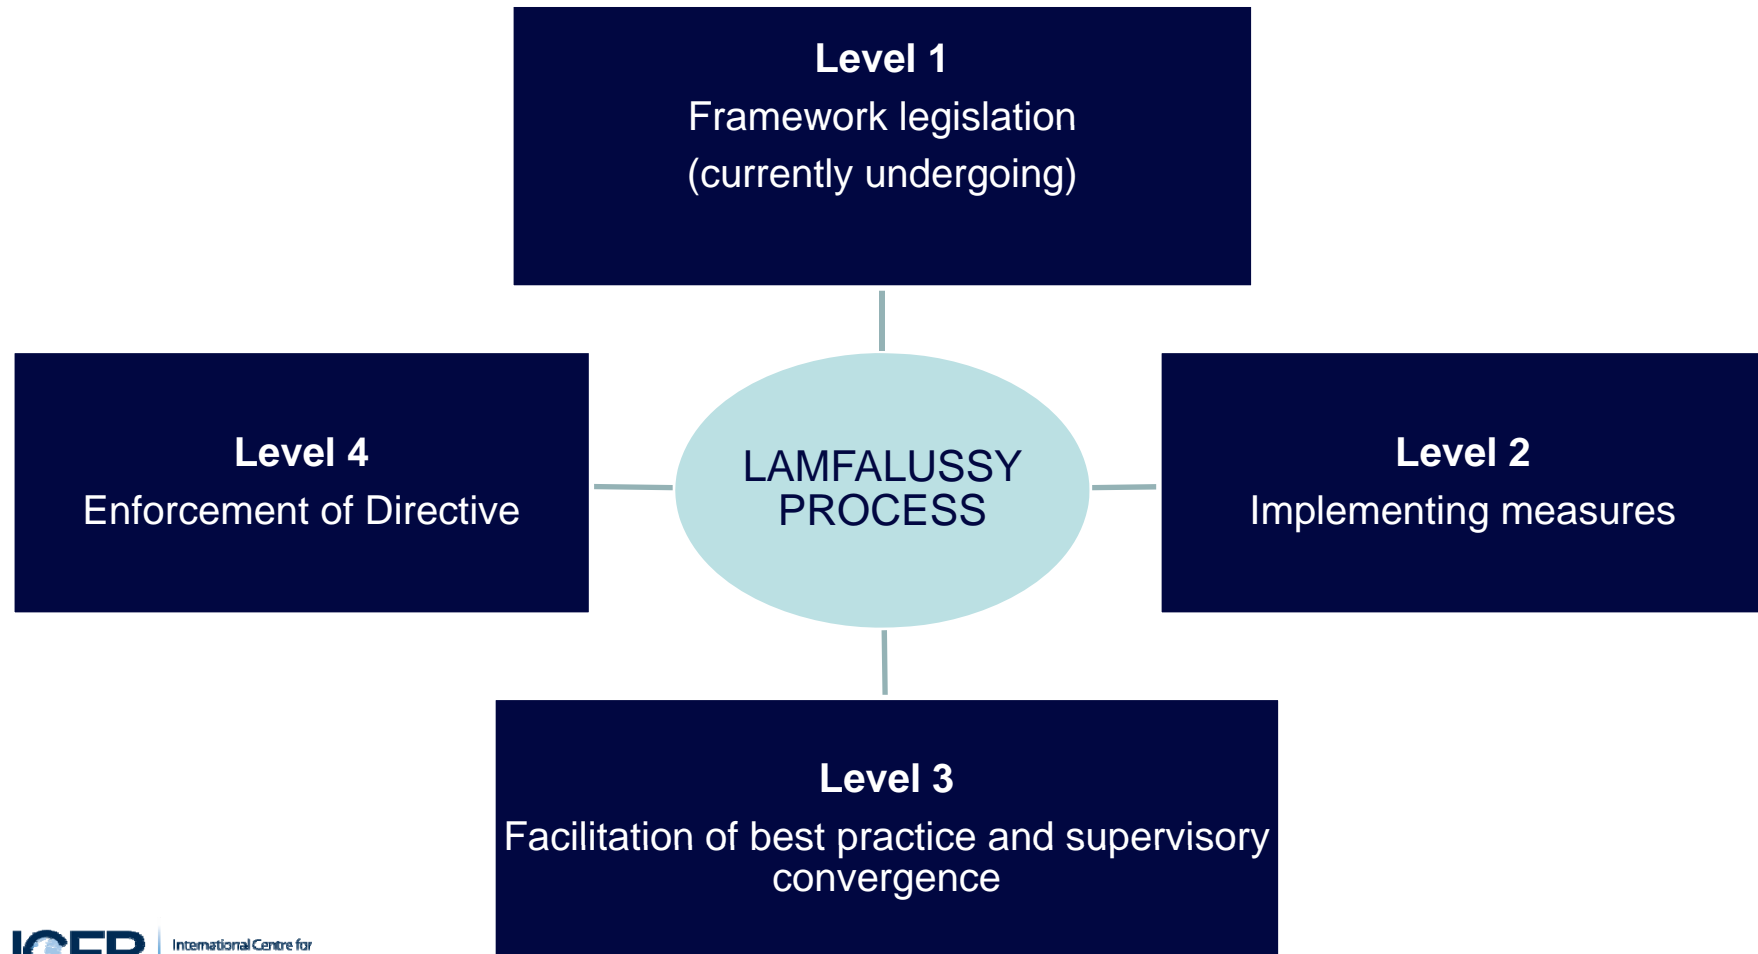 Level 1
Framework legislation
(currently undergoing)
Level 4
Enforcement of Directive
LAMFALUSSY
PROCESS
Level 2
Implementing measures
Level 3
Facilitation of best practice and supervisory
convergence
International Centre for